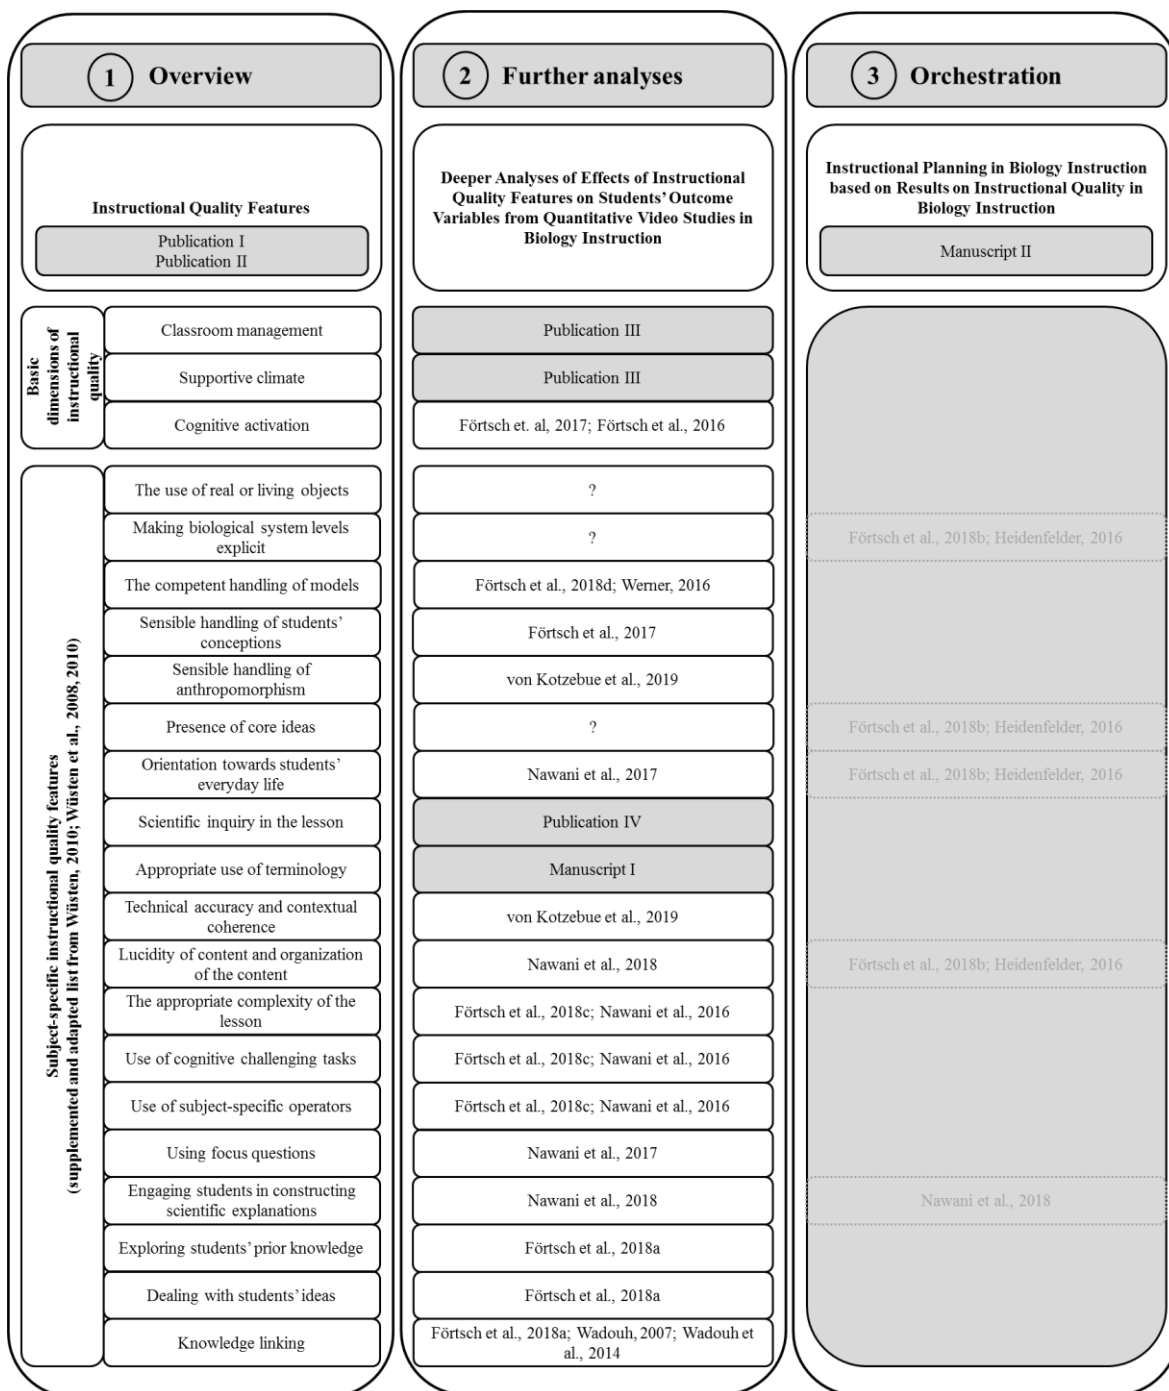 1 Overview
Instructional Quality Features
Publication I
Publication II
Basic
dimensions of
instructional
quality
Classroom management
Supportive climate
Cognitive activation
Subject-specific instructional quality features
(supplemented and adapted list from Wüsten, 2010; Wüsten et al., 2008, 2010)
The use of real or living objects
Making biological system levels
explicit
The competent handling of models
Sensible handling of students’
conceptions
Sensible handling of
anthropomorphism
Presence of core ideas
Orientation towards students’
everyday life
Scientific inquiry in the lesson
Appropriate use of terminology
Technical accuracy and contextual
coherence
Lucidity of content and organization
of the content
The appropriate complexity of the
lesson
Use of cognitive challenging tasks
Use of subject-specific operators
Using focus questions
Engaging students in constructing
scientific explanations
Exploring students’ prior knowledge
Dealing with students’ ideas
Knowledge linking
2 Further analyses
Deeper Analyses of Effects of Instructional
Quality Features on Students’ Outcome
Variables from Quantitative Video Studies in
Biology Instruction
Publication III
Publication III
Förtsch et. al, 2017; Förtsch et al., 2016
?
?
Förtsch et al., 2018d; Werner, 2016
Förtsch et al., 2017
von Kotzebue et al., 2019
?
Nawani et al., 2017
Publication IV
Manuscript I
von Kotzebue et al., 2019
Nawani et al., 2018
Förtsch et al., 2018c; Nawani et al., 2016
Förtsch et al., 2018c; Nawani et al., 2016
Förtsch et al., 2018c; Nawani et al., 2016
Nawani et al., 2017
Nawani et al., 2018
Förtsch et al., 2018a
Förtsch et al., 2018a
Förtsch et al., 2018a; Wadouh, 2007; Wadouh et
al., 2014
3 Orchestration
Instructional Planning in Biology Instruction
based on Results on Instructional Quality in
Biology Instruction
Manuscript II
Förtsch et al., 2018b; Heidenfelder, 2016
Förtsch et al., 2018b; Heidenfelder, 2016
Förtsch et al., 2018b; Heidenfelder, 2016
Förtsch et al., 2018b; Heidenfelder, 2016
Nawani et al., 2018